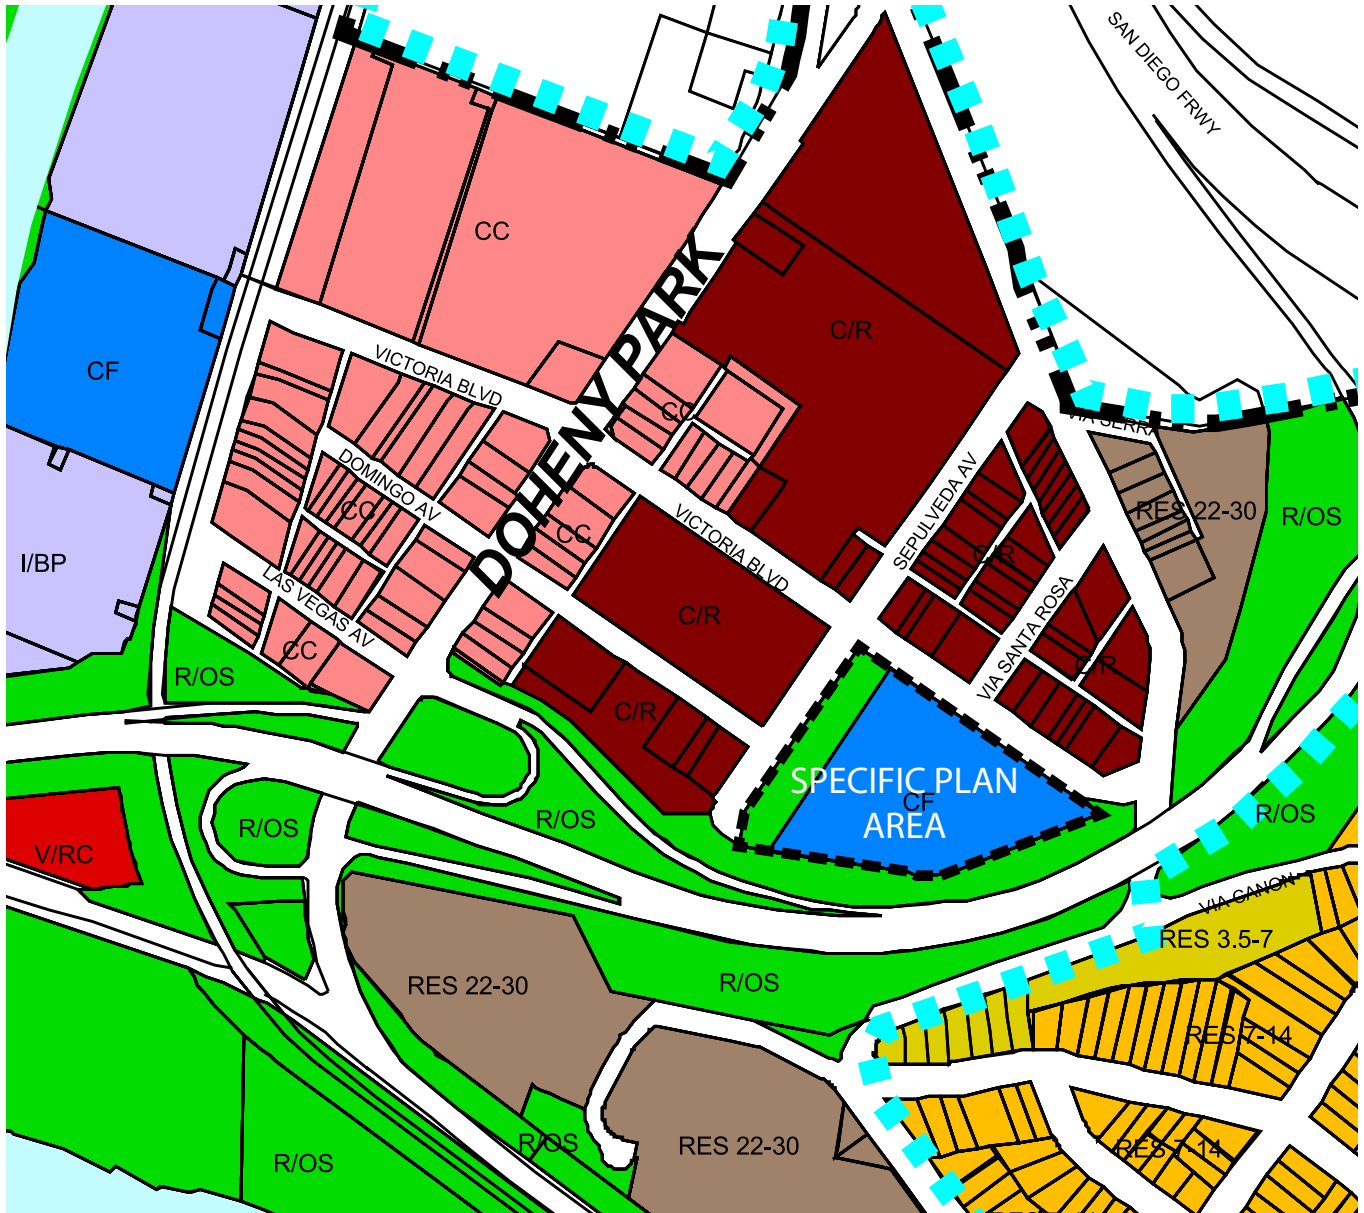 SAN DIEGO FRWY
CC
DOHENY PARK
C/R
CF
VICTORIA BLVD
CC
VIA SERRA
DOMINGO AV
SEPULVEDA AV
CC
CC
VICTORIA BLVD
RES 22-30
R/OS
I/BP
C/R
LAS VEGAS AV
C/R
VIA SANTA ROSA
CC
R/OS
C/R
C/R
SPECIFIC PLAN
CF
AREA
R/OS
R/OS
R/OS
V/RC
VIA CANON
RES 3.5-7
RES 22-30
R/OS
RES 7-14
R/OS
RES 22-30
RES 7-14
R/OS